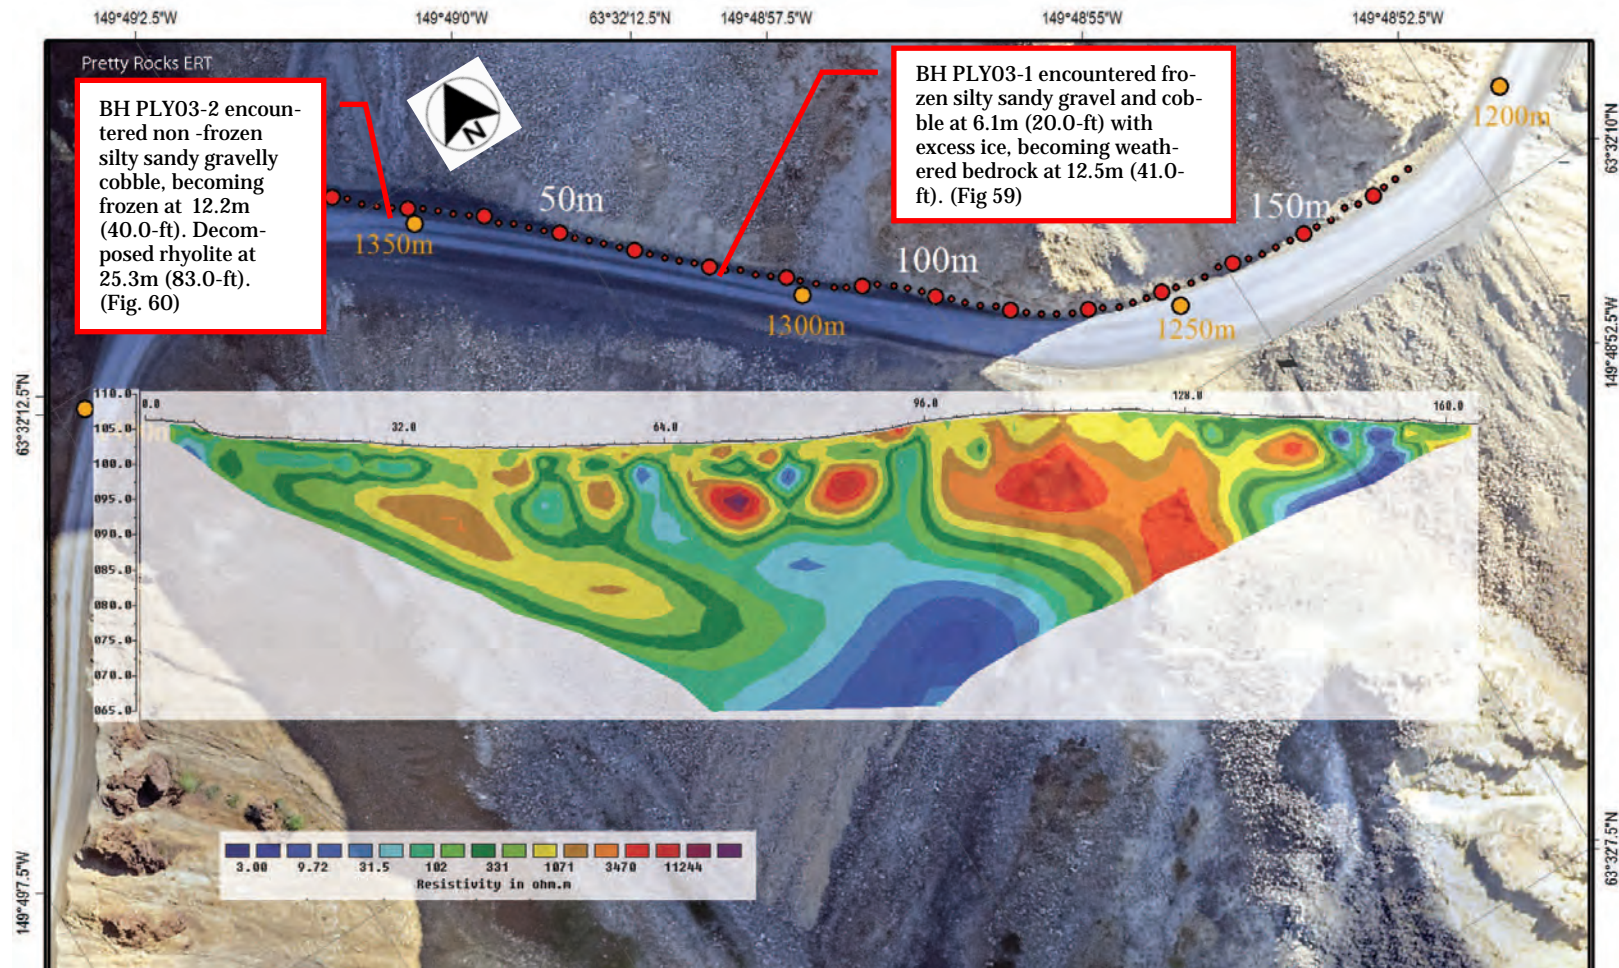 149°49'2.5"W 149°49'0"W 63°32'12.5"N 149°48'57.5"W 149°48'55"W 149°48'52.5"W
Pretty Rocks ERT
BH PLY03-2 encoun-
tered non -frozen
silty sandy gravelly
cobble, becoming
frozen at 12.2m
(40.0-ft). Decom-
posed rhyolite at
25.3m (83.0-ft).
(Fig. 60)
N
BH PLY03-1 encountered fro-
zen silty sandy gravel and cob-
ble at 6.1m (20.0-ft) with
excess ice, becoming weath-
ered bedrock at 12.5m (41.0-
ft). (Fig 59)
1200m
63°32'10"N
50m
150m
1350m
100m
1300m
1250m
149°48'52.5"W
63°32'12.5"N
110.0
0.0 32.0 64.0 96.0 128.0 160.0
105.0
100.0
095.0
090.0
085.0
080.0
075.0
070.0
065.0
3.00 9.72 31.5 102 331 1071 3470 11244
Resistivity in ohm.m
149°49'7.5"W
63°32'7.5"N